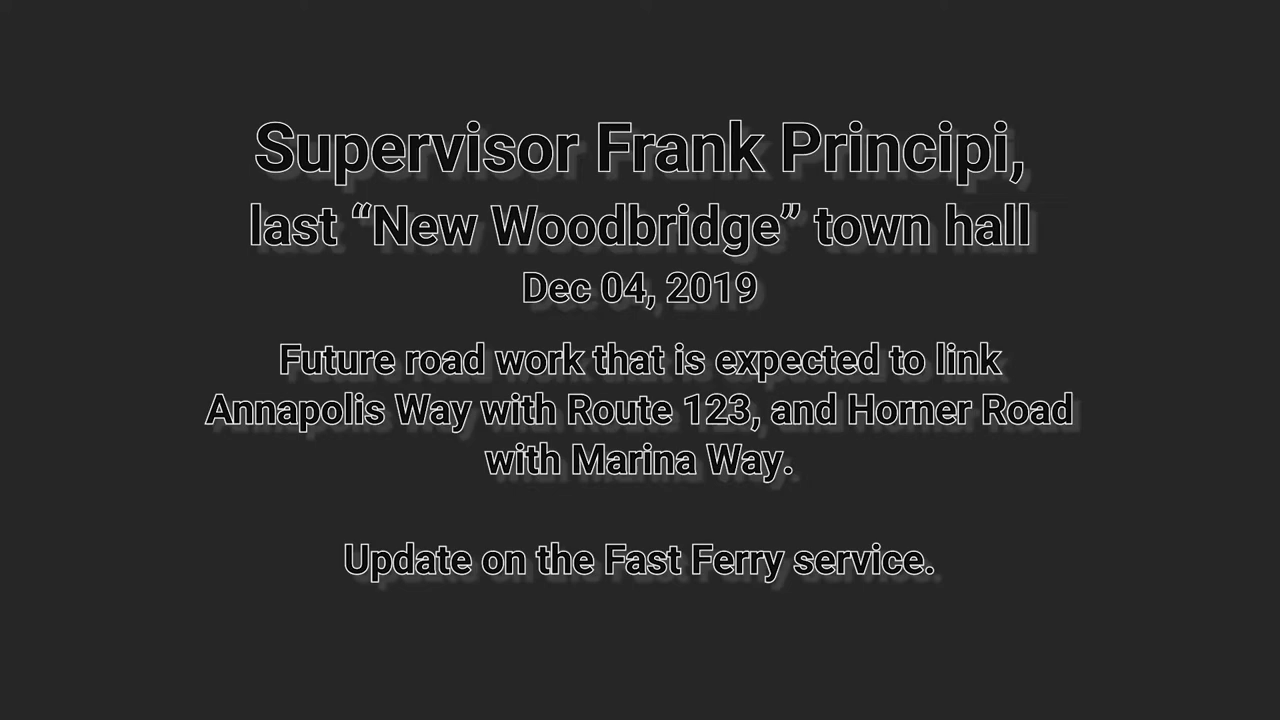 Supervisor Frank Principi,
last “New Woodbridge” town hall
Dec 04, 2019
Future road work that is expected to link
Annapolis Way with Route 123, and Horner Road
with Marina Way.
Update on the Fast Ferry service.